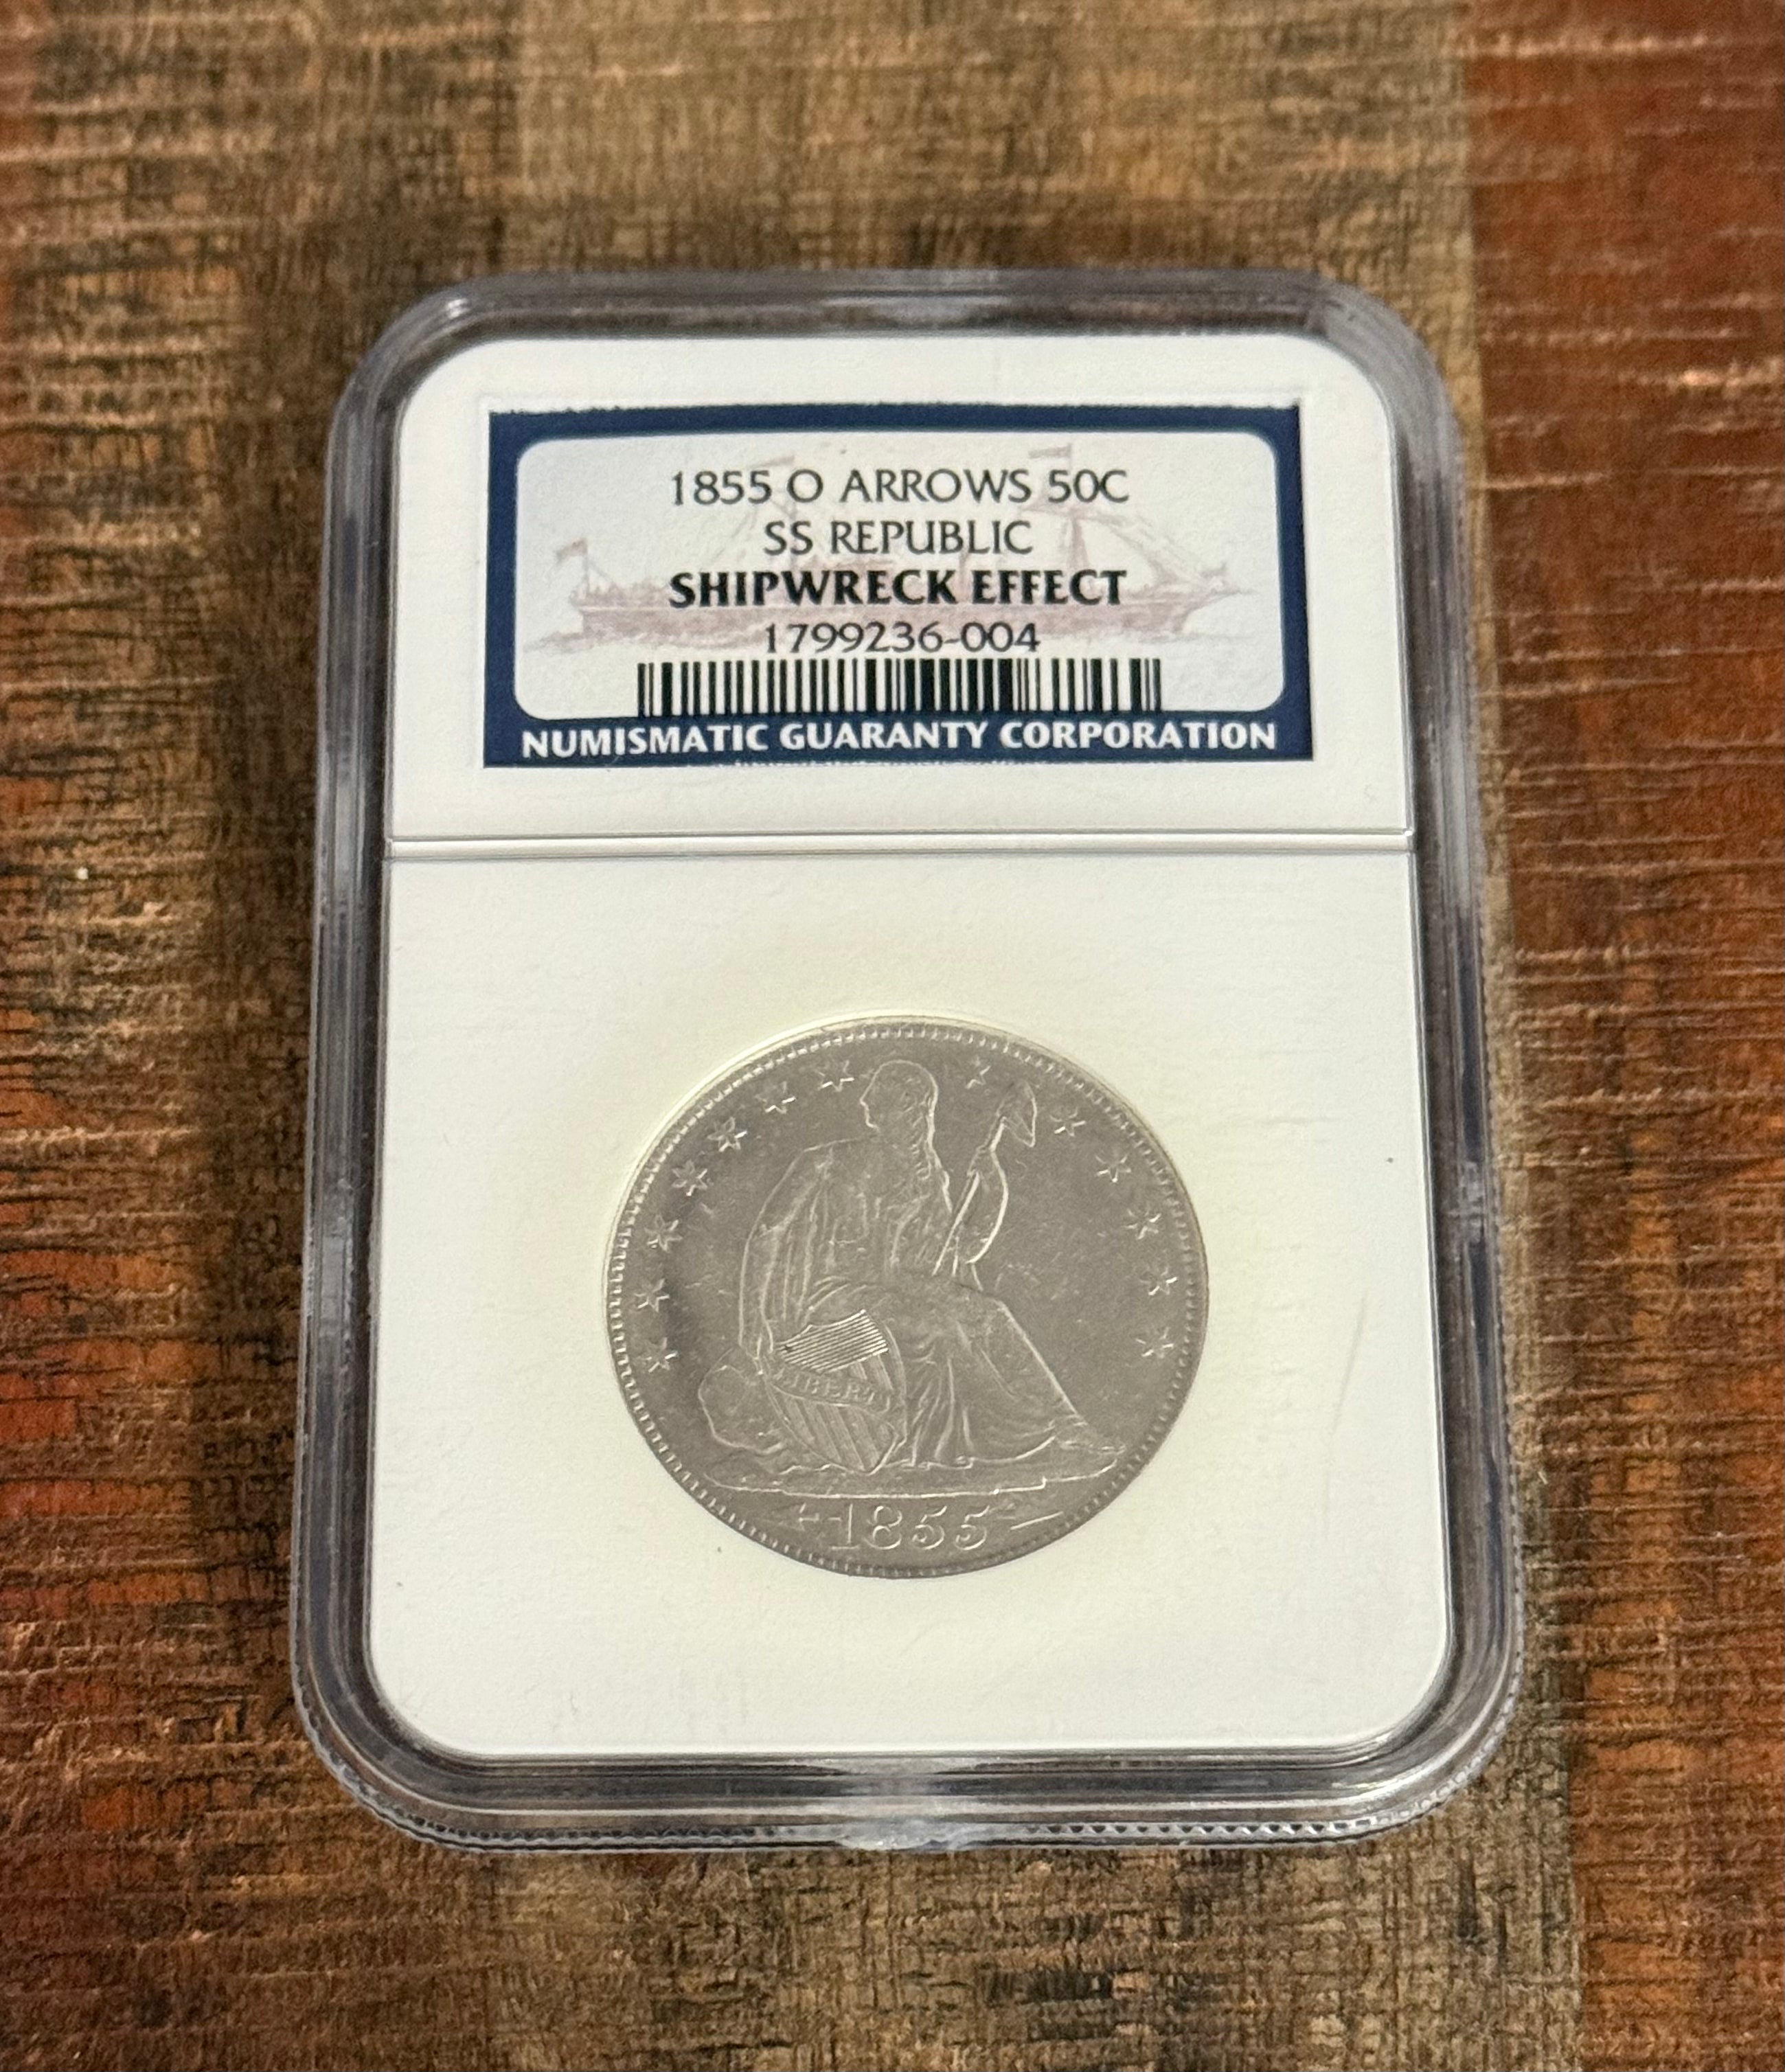 1855 O ARROWS 50C
SS REPUBLIC
SHIPWRECK EFFECT
1799236-004
NUMISMATIC GUARANTY CORPORATION
LIBERTY
1855